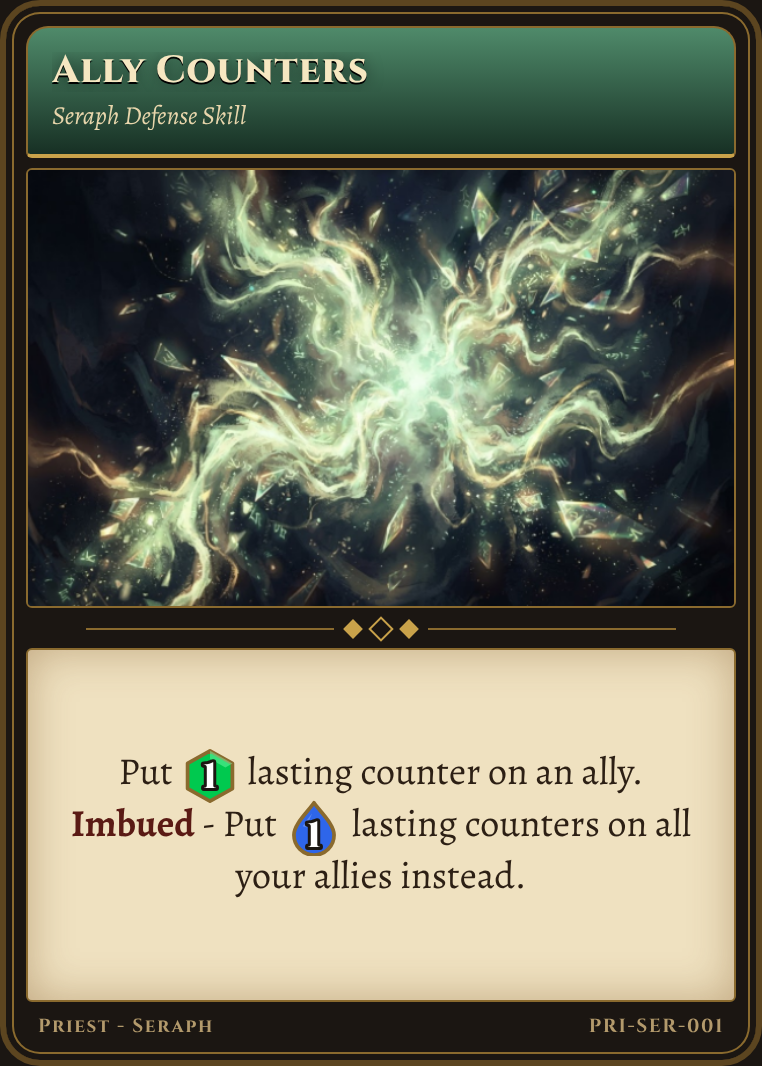 Ally Counters
Seraph Defense Skill
Put 1 lasting counter on an ally.
Imbued - Put 1 lasting counters on all
your allies instead.
Priest - Seraph
PRI-SER-001